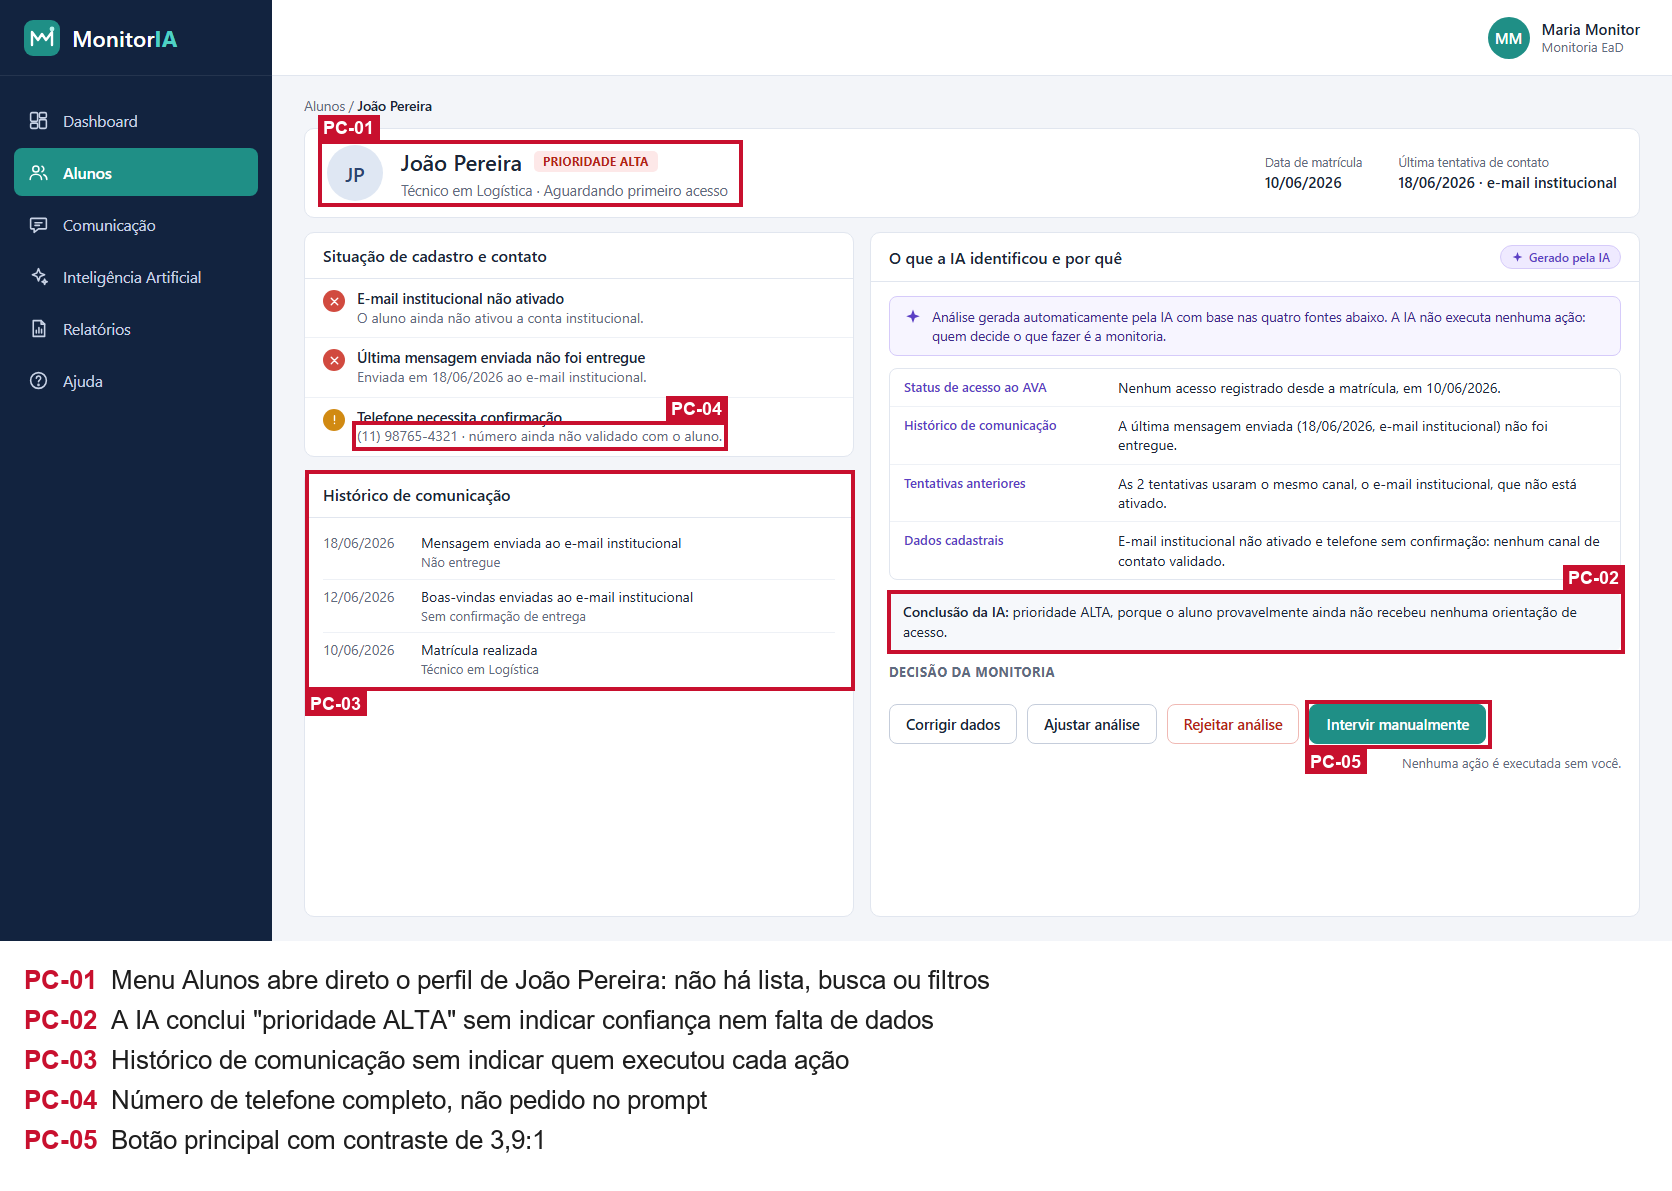 MonitorIA
MM
Maria Monitor
Monitoria EaD
Dashboard
Alunos
Comunicação
Inteligência Artificial
Relatórios
Ajuda
Alunos / João Pereira
PC-01
JP
João Pereira
PRIORIDADE ALTA
Técnico em Logística · Aguardando primeiro acesso
Data de matrícula
10/06/2026
Última tentativa de contato
18/06/2026 · e-mail institucional
Situação de cadastro e contato
E-mail institucional não ativado
O aluno ainda não ativou a conta institucional.
Última mensagem enviada não foi entregue
Enviada em 18/06/2026 ao e-mail institucional.
Telefone necessita confirmação
PC-04
(11) 98765-4321 · número ainda não validado com o aluno.
Histórico de comunicação
18/06/2026
Mensagem enviada ao e-mail institucional
Não entregue
12/06/2026
Boas-vindas enviadas ao e-mail institucional
Sem confirmação de entrega
10/06/2026
Matrícula realizada
Técnico em Logística
PC-03
O que a IA identificou e por quê
Gerado pela IA
Análise gerada automaticamente pela IA com base nas quatro fontes abaixo. A IA não executa nenhuma ação:
quem decide o que fazer é a monitoria.
Status de acesso ao AVA
Nenhum acesso registrado desde a matrícula, em 10/06/2026.
Histórico de comunicação
A última mensagem enviada (18/06/2026, e-mail institucional) não foi
entregue.
Tentativas anteriores
As 2 tentativas usaram o mesmo canal, o e-mail institucional, que não está
ativado.
Dados cadastrais
E-mail institucional não ativado e telefone sem confirmação: nenhum canal de
contato validado.
PC-02
Conclusão da IA: prioridade ALTA, porque o aluno provavelmente ainda não recebeu nenhuma orientação de
acesso.
DECISÃO DA MONITORIA
Corrigir dados
Ajustar análise
Rejeitar análise
Intervir manualmente
PC-05
Nenhuma ação é executada sem você.
PC-01 Menu Alunos abre direto o perfil de João Pereira: não há lista, busca ou filtros
PC-02 A IA conclui "prioridade ALTA" sem indicar confiança nem falta de dados
PC-03 Histórico de comunicação sem indicar quem executou cada ação
PC-04 Número de telefone completo, não pedido no prompt
PC-05 Botão principal com contraste de 3,9:1